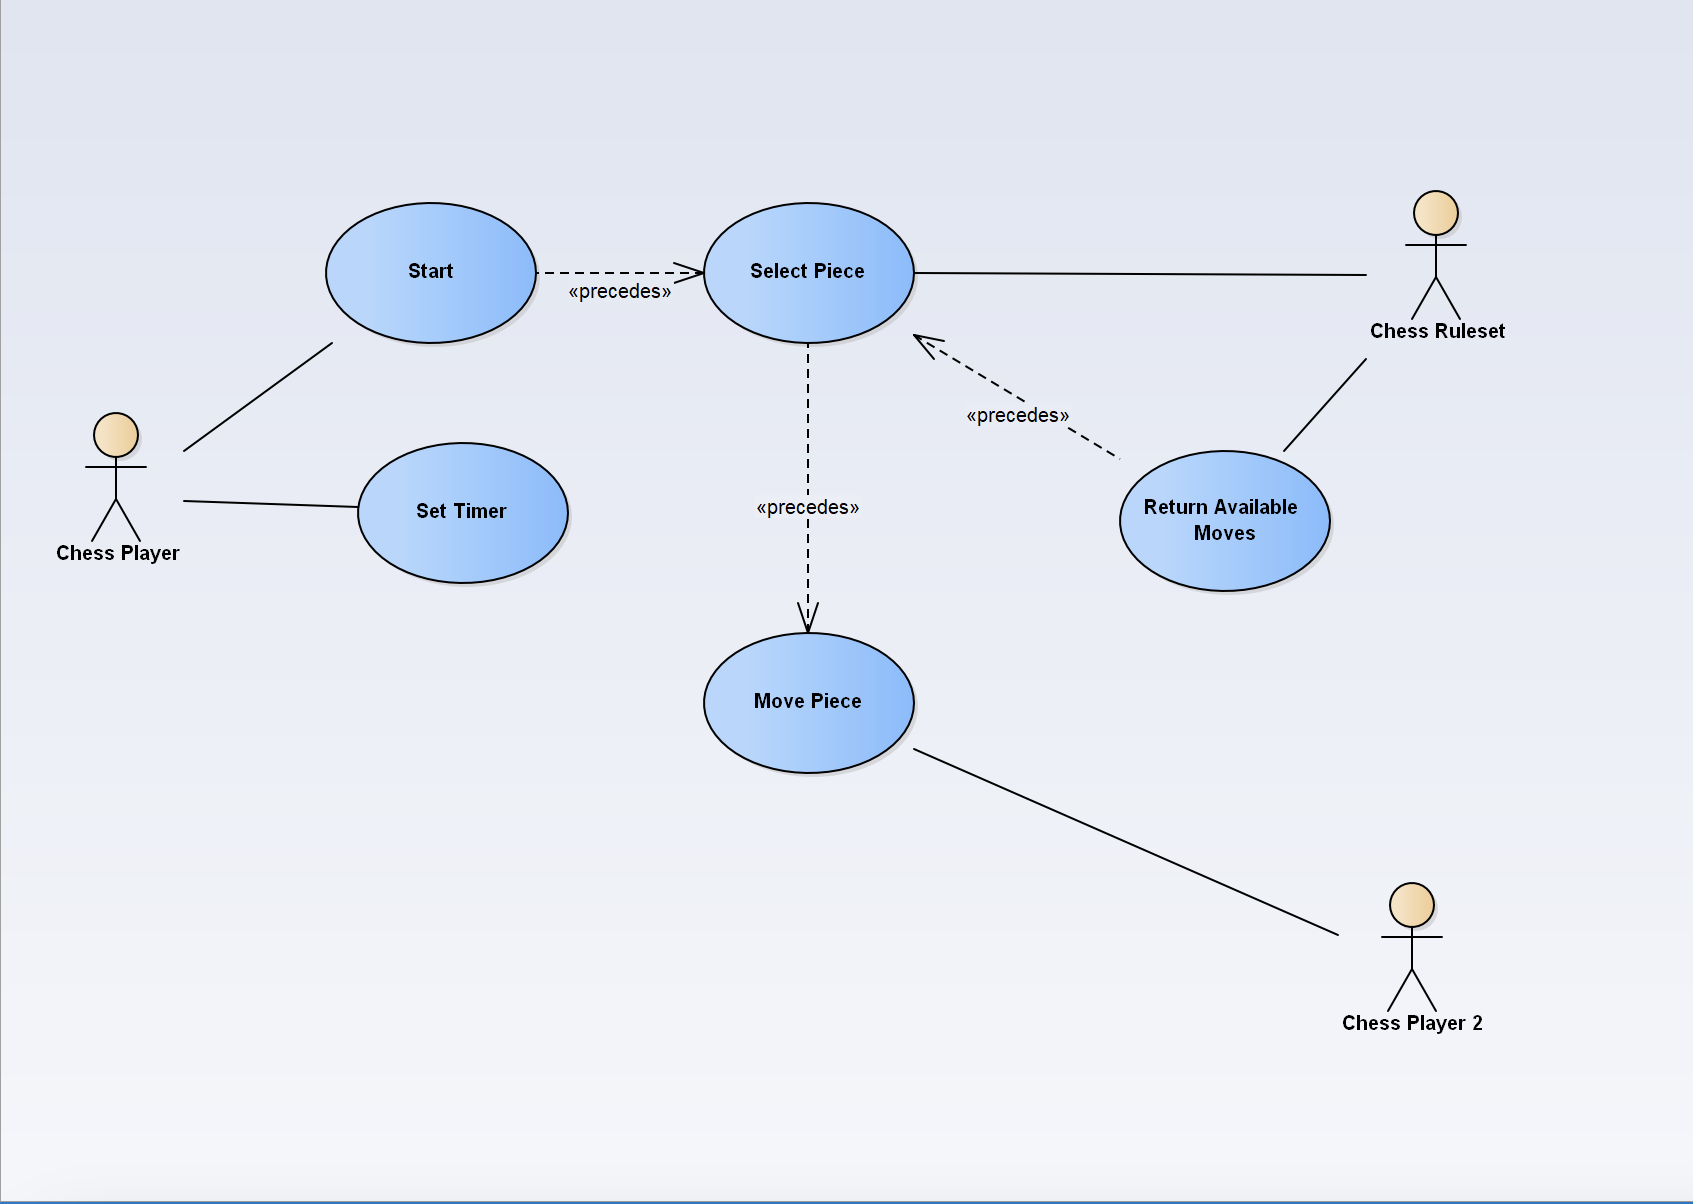 Start
«precedes»
Select Piece
Chess Ruleset
«precedes»
Chess Player
Set Timer
«precedes»
Return Available
Moves
Move Piece
Chess Player 2